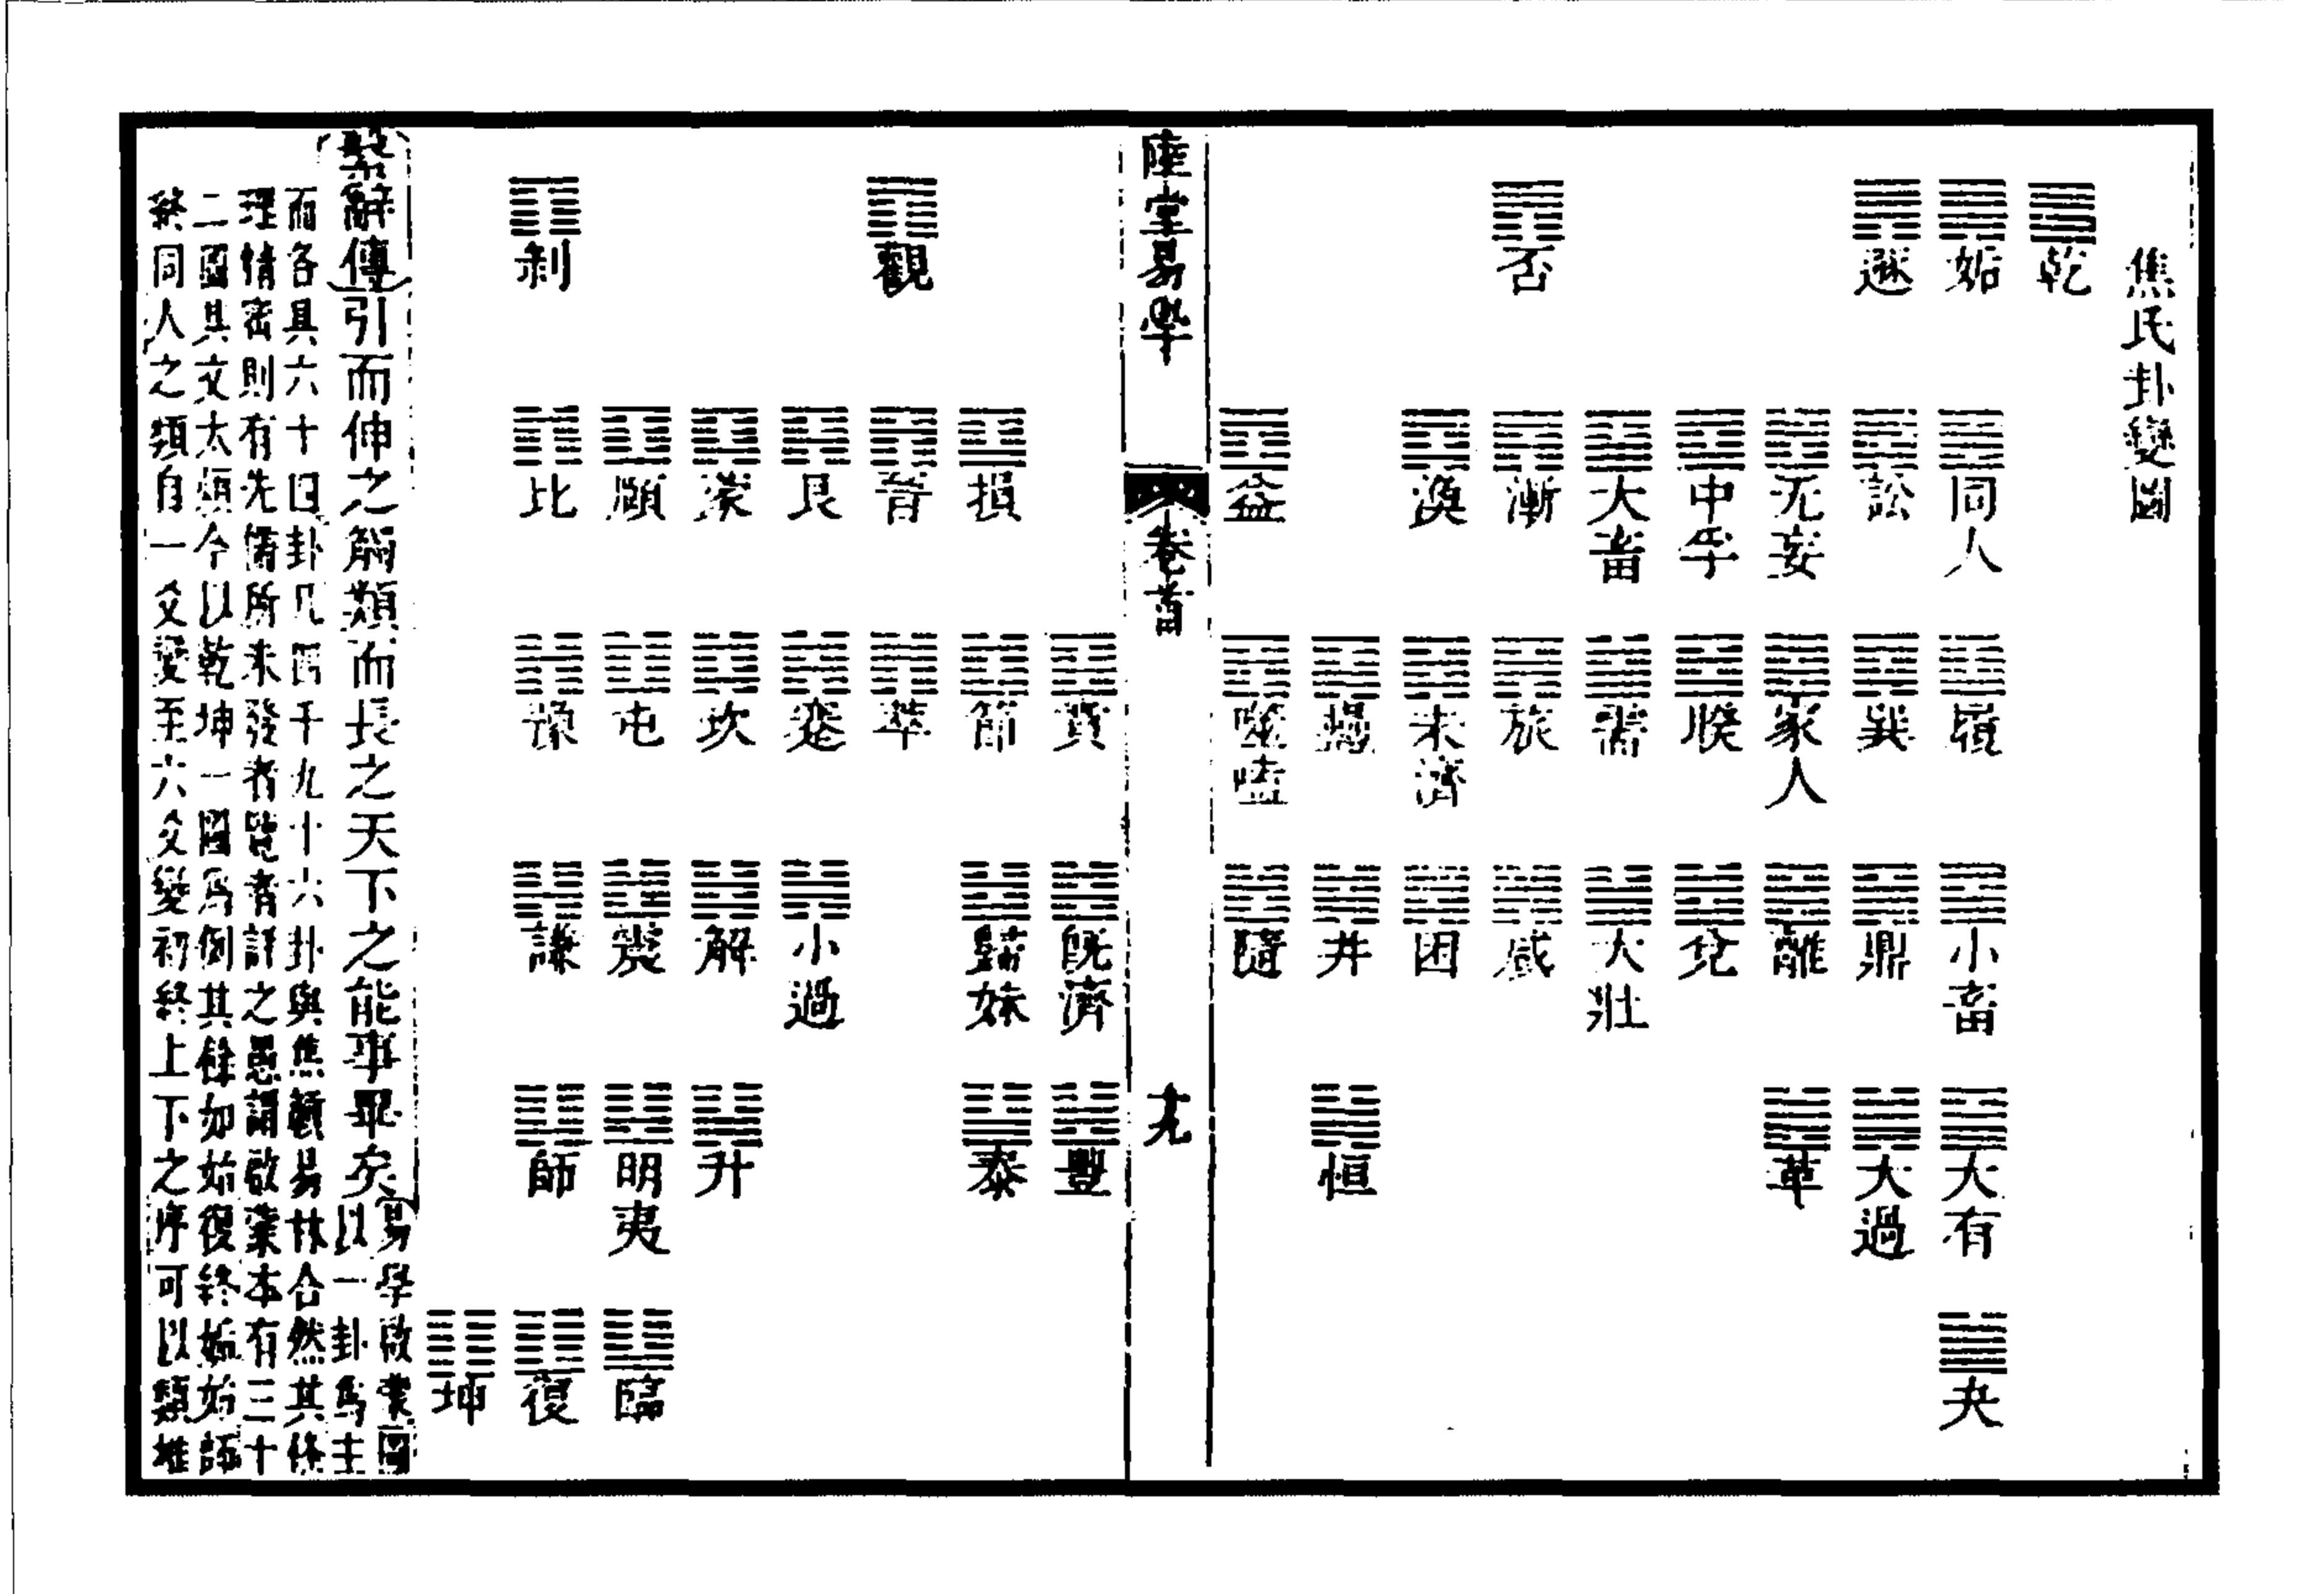 焦氏卦變圖
乾
姤 同人 履 小畜 大有 夬
遯 訟 巽 鼎 大過
无妄 家人 離 革
中孚 睽 兌
大畜 需 大壯
否 漸 旅 咸
渙 未濟 困
蠱 井 恒
益 噬嗑 隨
陸堂易學 卷首 十九
賁 旣濟 豐
損 節 歸妹 泰
觀 晉 萃
艮 蹇 小過
蒙 坎 解 升
頤 屯 震 明夷 臨
剝 比 豫 謙 師 復
坤
繫辭傳引而伸之觸類而長之天下之能事畢矣
易學啟蒙圖
以一卦爲主
而各具六十四卦凡四千九十六卦與焦贛易林合然其條
理精密則有先儒所未發者覽者詳之愚謂啟蒙本有三十
二圖其文太煩今以乾坤一圖爲例其餘如始復終姤始師
終同人之類自一爻變至六爻變初終上下之序可以類推